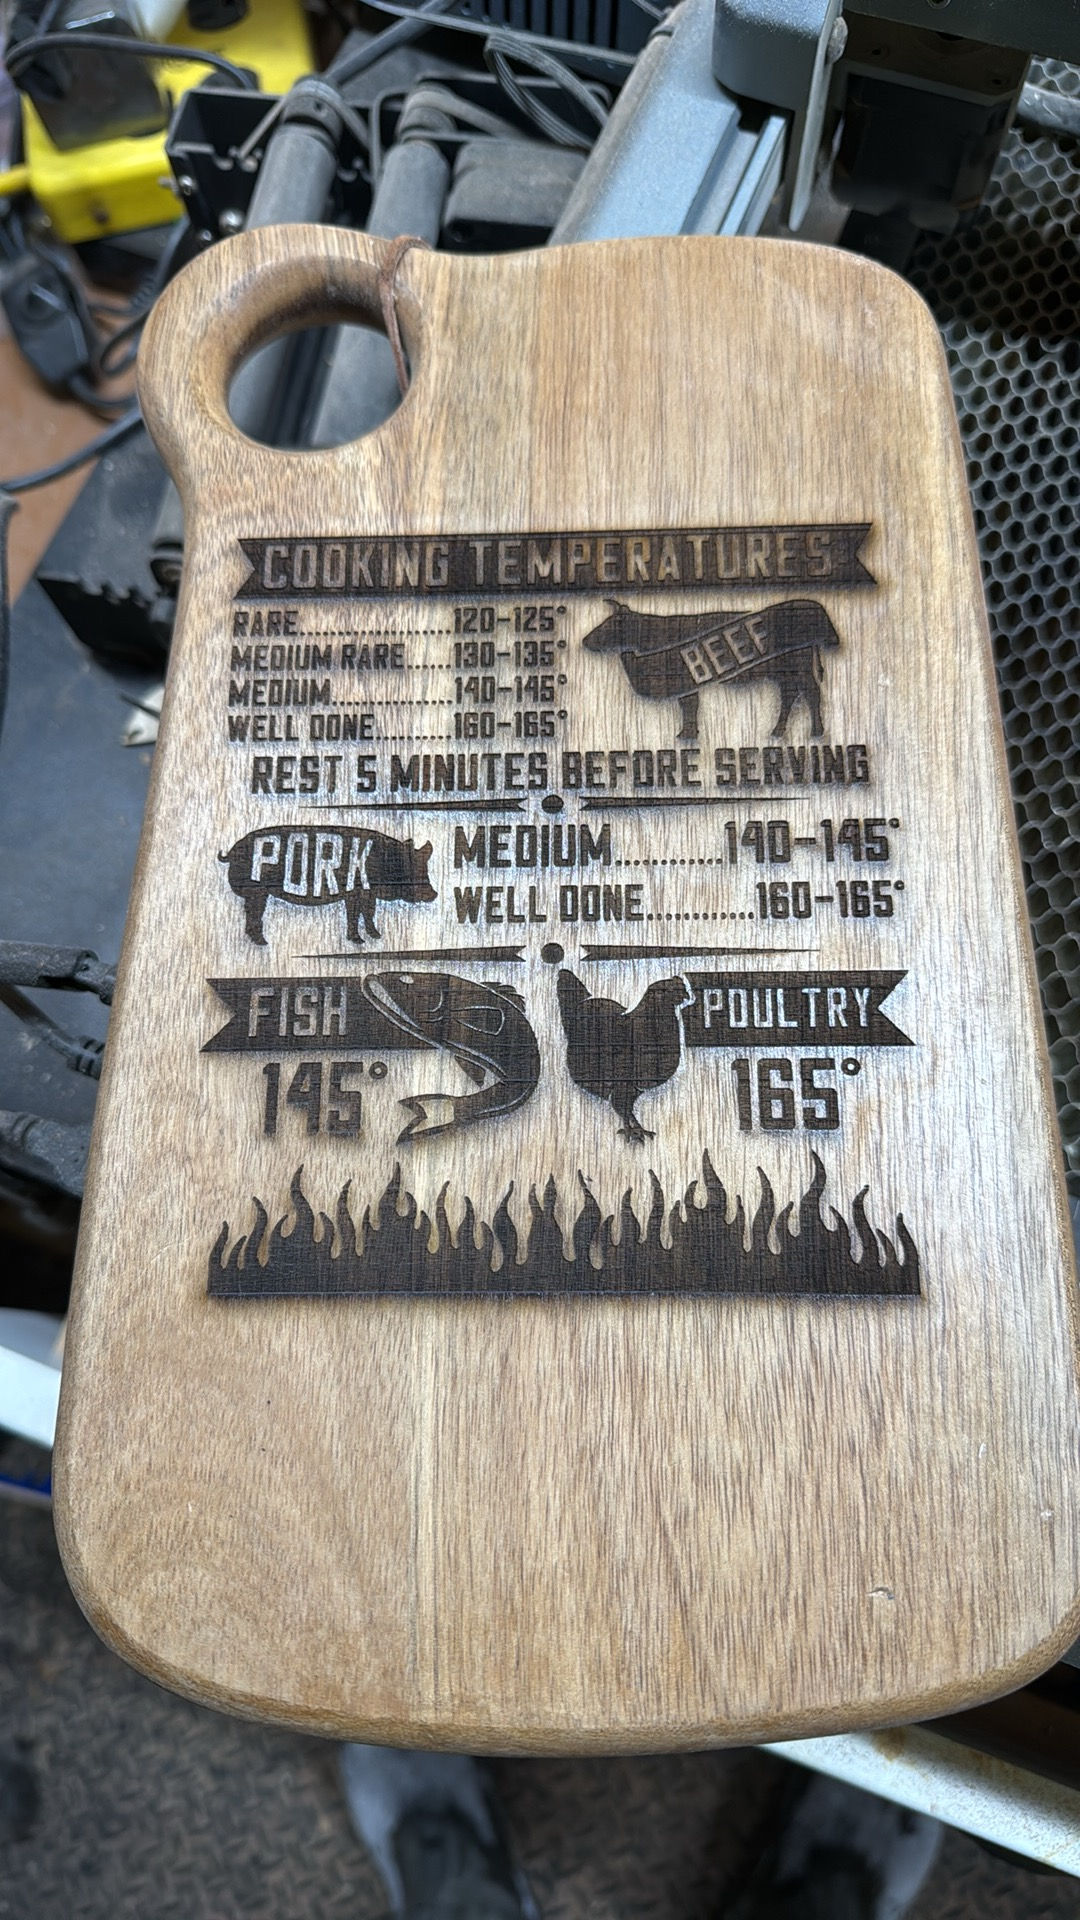 COOKING TEMPERATURES
RARE....................120-125°
MEDIUM RARE......130-135°
MEDIUM................140-145°
WELL DONE..........160-165°
BEEF
REST 5 MINUTES BEFORE SERVING
PORK
MEDIUM............140-145°
WELL DONE............160-165°
FISH
145°
POULTRY
165°